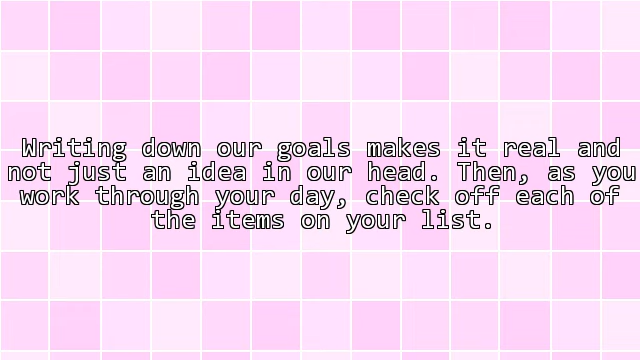 Writing down our goals makes it real and
not just an idea in our head. Then, as you
work through your day, check off each of
the items on your list.